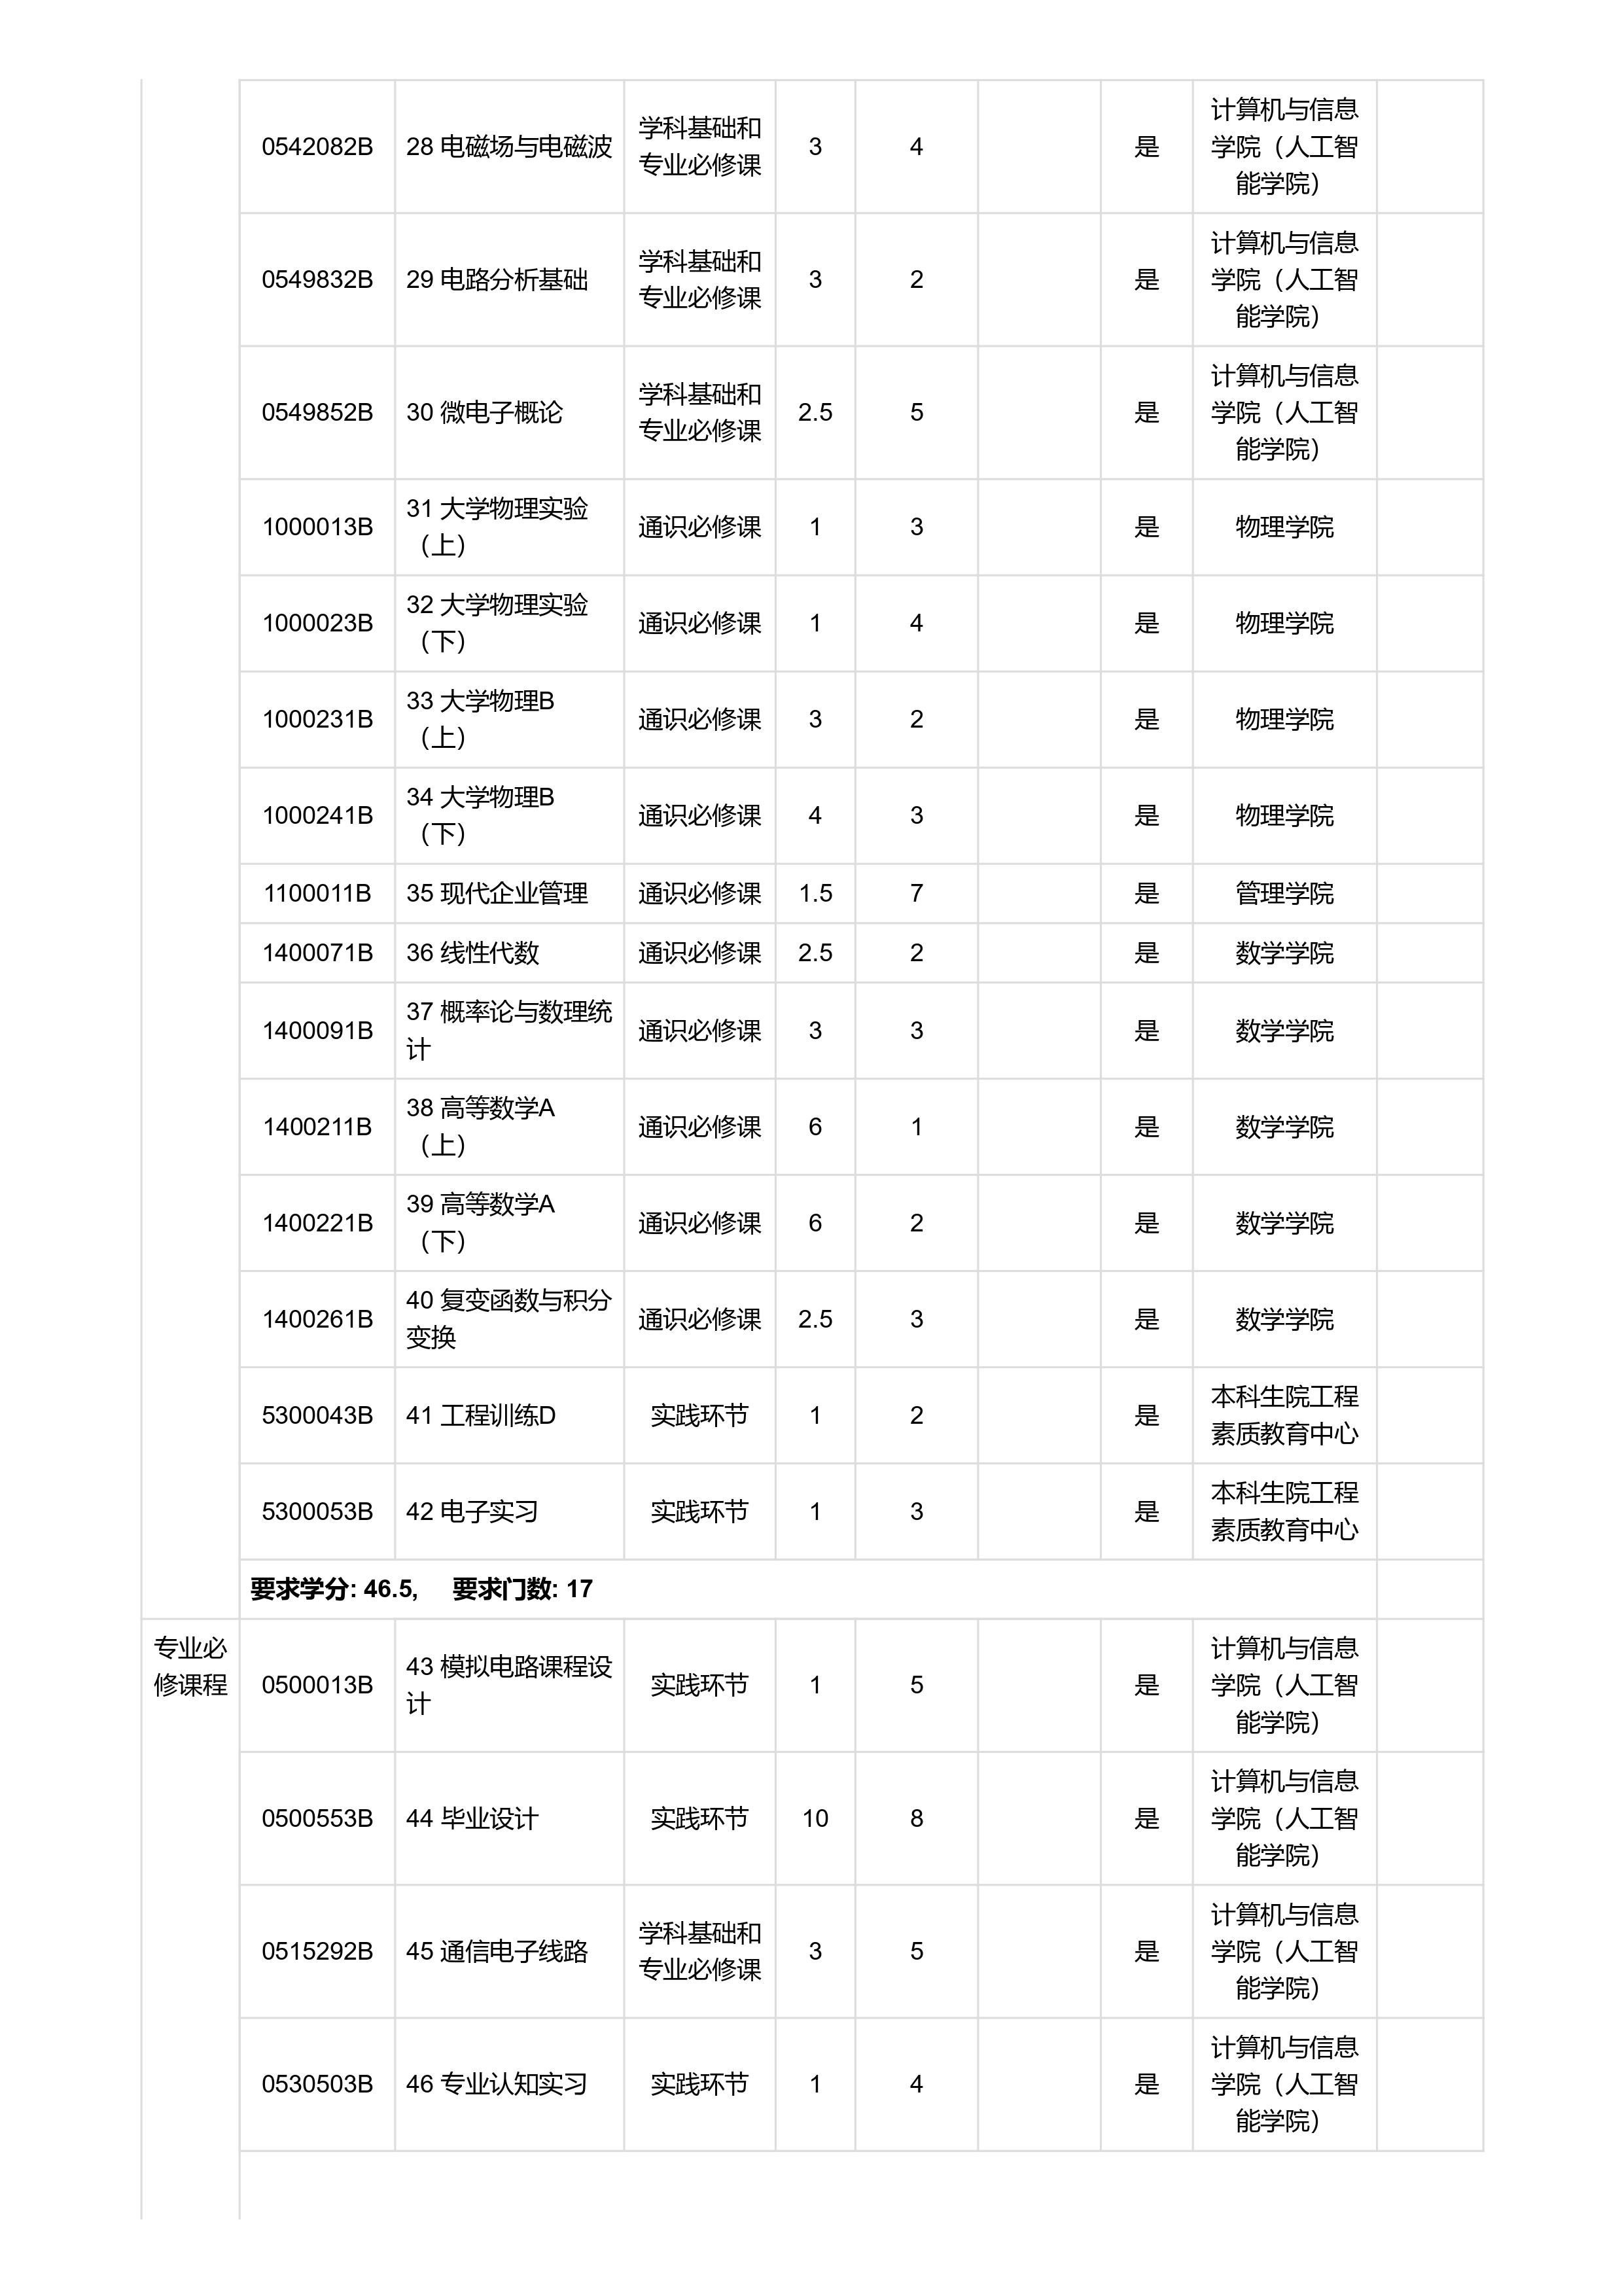 0542082B 28 电磁场与电磁波 学科基础和专业必修课 3 4 是 计算机与信息学院（人工智能学院）
0549832B 29 电路分析基础 学科基础和专业必修课 3 2 是 计算机与信息学院（人工智能学院）
0549852B 30 微电子概论 学科基础和专业必修课 2.5 5 是 计算机与信息学院（人工智能学院）
1000013B 31 大学物理实验（上） 通识必修课 1 3 是 物理学院
1000023B 32 大学物理实验（下） 通识必修课 1 4 是 物理学院
1000231B 33 大学物理B（上） 通识必修课 3 2 是 物理学院
1000241B 34 大学物理B（下） 通识必修课 4 3 是 物理学院
1100011B 35 现代企业管理 通识必修课 1.5 7 是 管理学院
1400071B 36 线性代数 通识必修课 2.5 2 是 数学学院
1400091B 37 概率论与数理统计 通识必修课 3 3 是 数学学院
1400211B 38 高等数学A（上） 通识必修课 6 1 是 数学学院
1400221B 39 高等数学A（下） 通识必修课 6 2 是 数学学院
1400261B 40 复变函数与积分变换 通识必修课 2.5 3 是 数学学院
5300043B 41 工程训练D 实践环节 1 2 是 本科生院工程素质教育中心
5300053B 42 电子实习 实践环节 1 3 是 本科生院工程素质教育中心
要求学分: 46.5, 要求门数: 17
专业必修课程 0500013B 43 模拟电路课程设计 实践环节 1 5 是 计算机与信息学院（人工智能学院）
0500553B 44 毕业设计 实践环节 10 8 是 计算机与信息学院（人工智能学院）
0515292B 45 通信电子线路 学科基础和专业必修课 3 5 是 计算机与信息学院（人工智能学院）
0530503B 46 专业认知实习 实践环节 1 4 是 计算机与信息学院（人工智能学院）